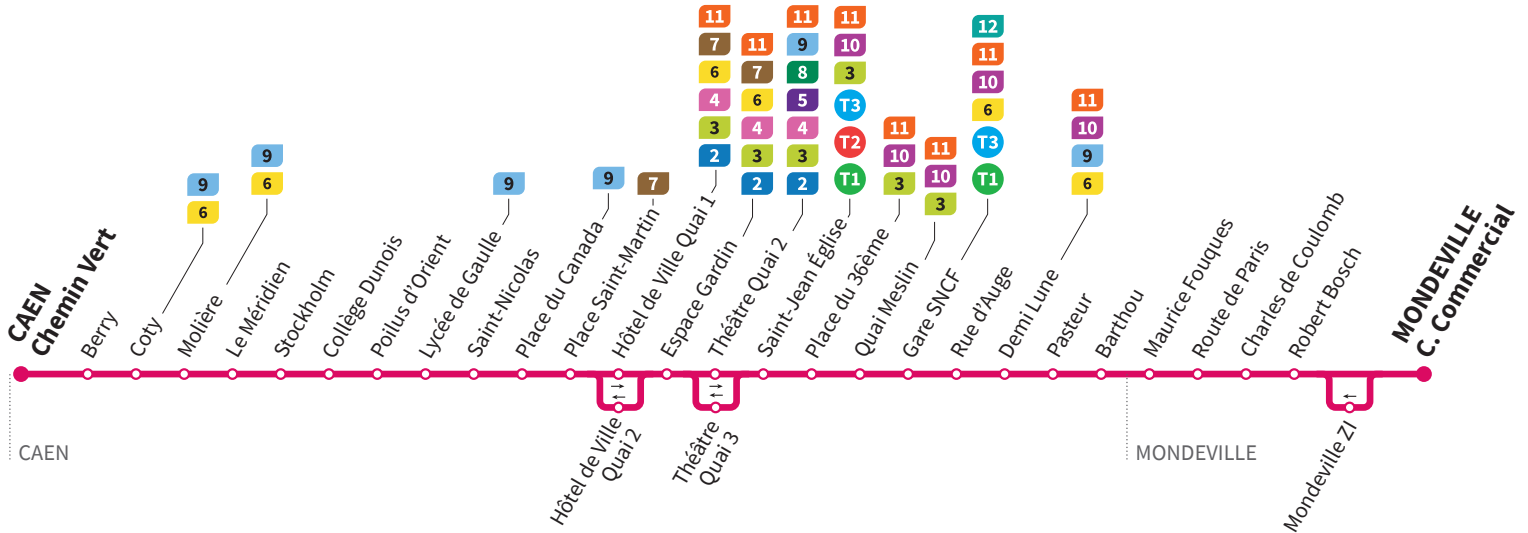 CAEN
Chemin Vert
Berry
6
9
Coty
6
9
Molière
Le Méridien
Stockholm
Collège Dunois
Poilus d'Orient
9
Lycée de Gaulle
Saint-Nicolas
9
Place du Canada
7
Place Saint-Martin
11
7
6
4
3
2
Hôtel de Ville Quai 1
11
7
6
4
3
2
Espace Gardin
11
9
8
5
4
3
2
Théâtre Quai 2
11
10
3
T3
T2
T1
Saint-Jean Église
11
10
3
Place du 36ème
11
10
3
Quai Meslin
12
11
10
6
T3
T1
Gare SNCF
Rue d'Auge
11
10
9
6
Demi Lune
Pasteur
Barthou
Maurice Fouques
Route de Paris
Charles de Coulomb
Robert Bosch
MONDEVILLE
C. Commercial
Hôtel de Ville
Quai 2
Théâtre
Quai 3
Mondeville ZI
CAEN
MONDEVILLE